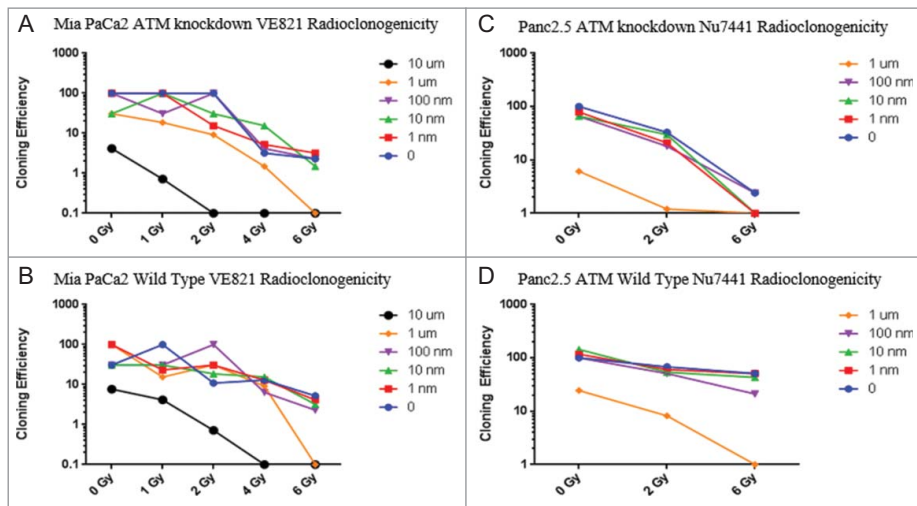 A
Mia PaCa2 ATM knockdown VE821 Radioclonogenicity
Cloning Efficiency
1000
100
10
1
0.1
0 Gy
1 Gy
2 Gy
4 Gy
6 Gy
10 um
1 um
100 nm
10 nm
1 nm
0
C
Panc2.5 ATM knockdown Nu7441 Radioclonogenicity
Cloning Efficiency
1000
100
10
1
0 Gy
2 Gy
6 Gy
1 um
100 nm
10 nm
1 nm
0
B
Mia PaCa2 Wild Type VE821 Radioclonogenicity
Cloning Efficiency
1000
100
10
1
0.1
0 Gy
1 Gy
2 Gy
4 Gy
6 Gy
10 um
1 um
100 nm
10 nm
1 nm
0
D
Panc2.5 ATM Wild Type Nu7441 Radioclonogenicity
Cloning Efficiency
1000
100
10
1
0 Gy
2 Gy
6 Gy
1 um
100 nm
10 nm
1 nm
0